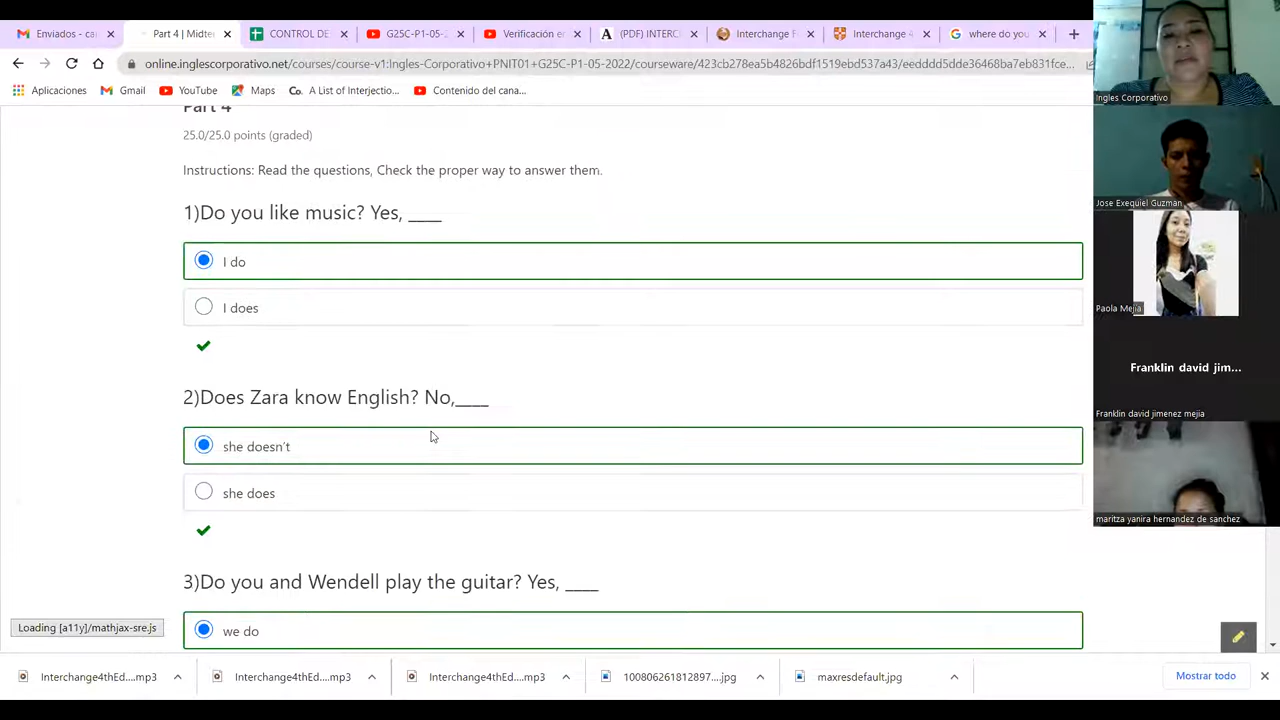 Enviados - ca
Part 4 | Midte
CONTROL DE
G25C-P1-05-2
Verificación e
(PDF) INTERC
Interchange F
Interchange 4
where do you
online.inglescorporativo.net/courses/course-v1:Ingles-Corporativo+PNIT01+G25C-P1-05-2022/courseware/423cb278ea5b4826bdf1519ebd537a43/eedddd5dde36468ba7eb831fce...
Aplicaciones
Gmail
YouTube
Maps
Co. A List of Interjectio...
Contenido del cana...
Part 4
25.0/25.0 points (graded)
Instructions: Read the questions, Check the proper way to answer them.
1)Do you like music? Yes, ____
I do
I does
2)Does Zara know English? No,____
she doesn't
she does
3)Do you and Wendell play the guitar? Yes, ____
we do
Loading [a11y]/mathjax-sre.js
Interchange4thEd....mp3
Interchange4thEd....mp3
Interchange4thEd....mp3
100806261812897....jpg
maxresdefault.jpg
Mostrar todo
Ingles Corporativo
Jose Exequiel Guzman
Paola Mejia
Franklin david jim...
Franklin david jimenez mejia
maritza yanira hernandez de sanchez